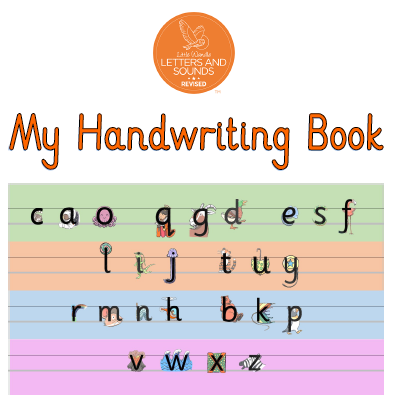 Little Wandle
LETTERS AND
SOUNDS
REVISED
My Handwriting Book
c a o q g d e s f
l i j t u y
r m n h b k p
v w x z